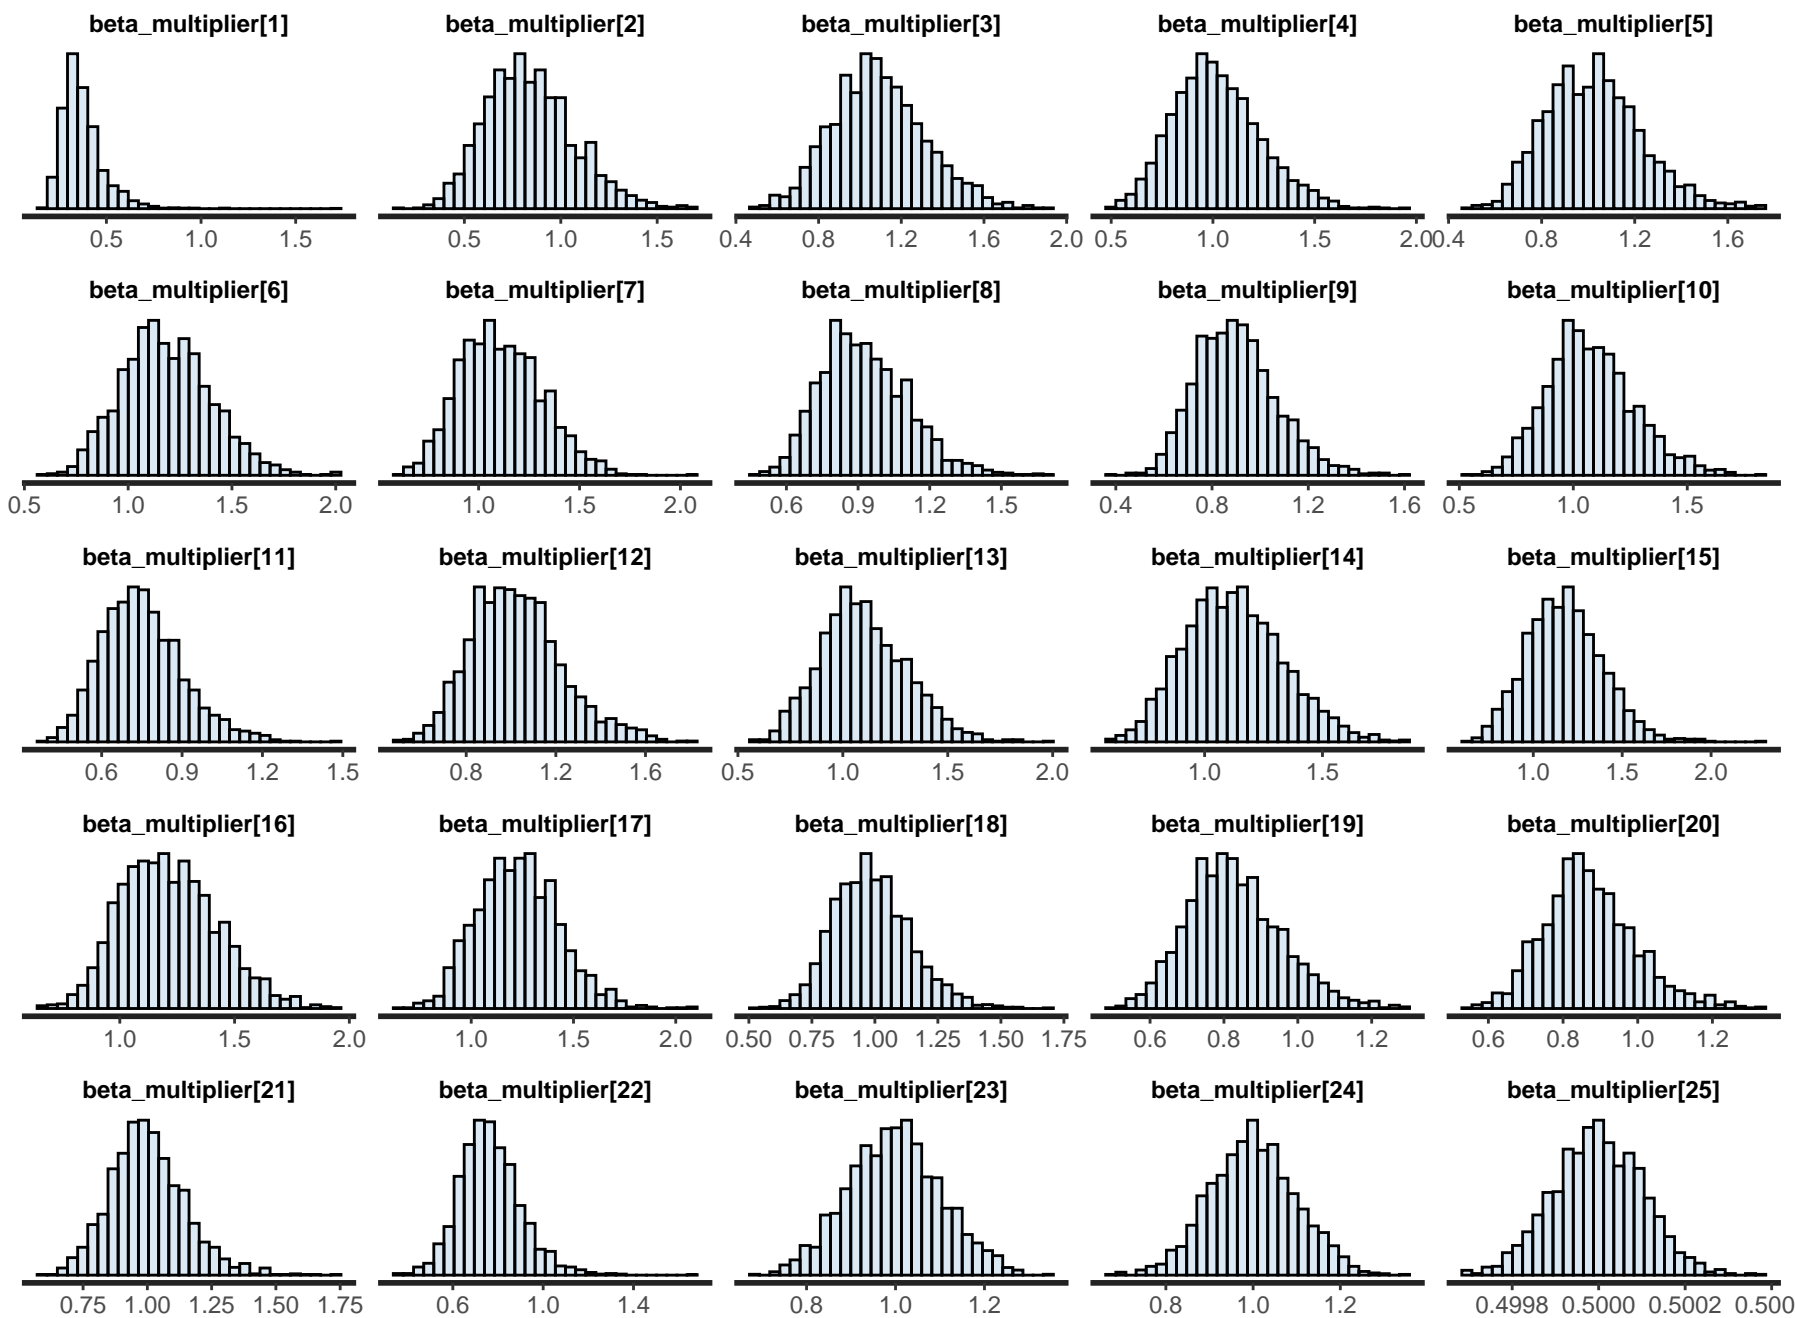 beta_multiplier[1] beta_multiplier[2] beta_multiplier[3] beta_multiplier[4] beta_multiplier[5]
0.5 1.0 1.5 0.5 1.0 1.5 0.4 0.8 1.2 1.6 2.0 0.5 1.0 1.5 2.0 0.4 0.8 1.2 1.6
beta_multiplier[6] beta_multiplier[7] beta_multiplier[8] beta_multiplier[9] beta_multiplier[10]
0.5 1.0 1.5 2.0 1.0 1.5 2.0 0.6 0.9 1.2 1.5 0.4 0.8 1.2 1.6 0.5 1.0 1.5
beta_multiplier[11] beta_multiplier[12] beta_multiplier[13] beta_multiplier[14] beta_multiplier[15]
0.6 0.9 1.2 1.5 0.8 1.2 1.6 0.5 1.0 1.5 2.0 1.0 1.5 1.0 1.5 2.0
beta_multiplier[16] beta_multiplier[17] beta_multiplier[18] beta_multiplier[19] beta_multiplier[20]
1.0 1.5 2.0 1.0 1.5 2.0 0.50 0.75 1.00 1.25 1.50 1.75 0.6 0.8 1.0 1.2 0.6 0.8 1.0 1.2
beta_multiplier[21] beta_multiplier[22] beta_multiplier[23] beta_multiplier[24] beta_multiplier[25]
0.75 1.00 1.25 1.50 1.75 0.6 1.0 1.4 0.8 1.0 1.2 0.8 1.0 1.2 0.4998 0.5000 0.5002 0.500